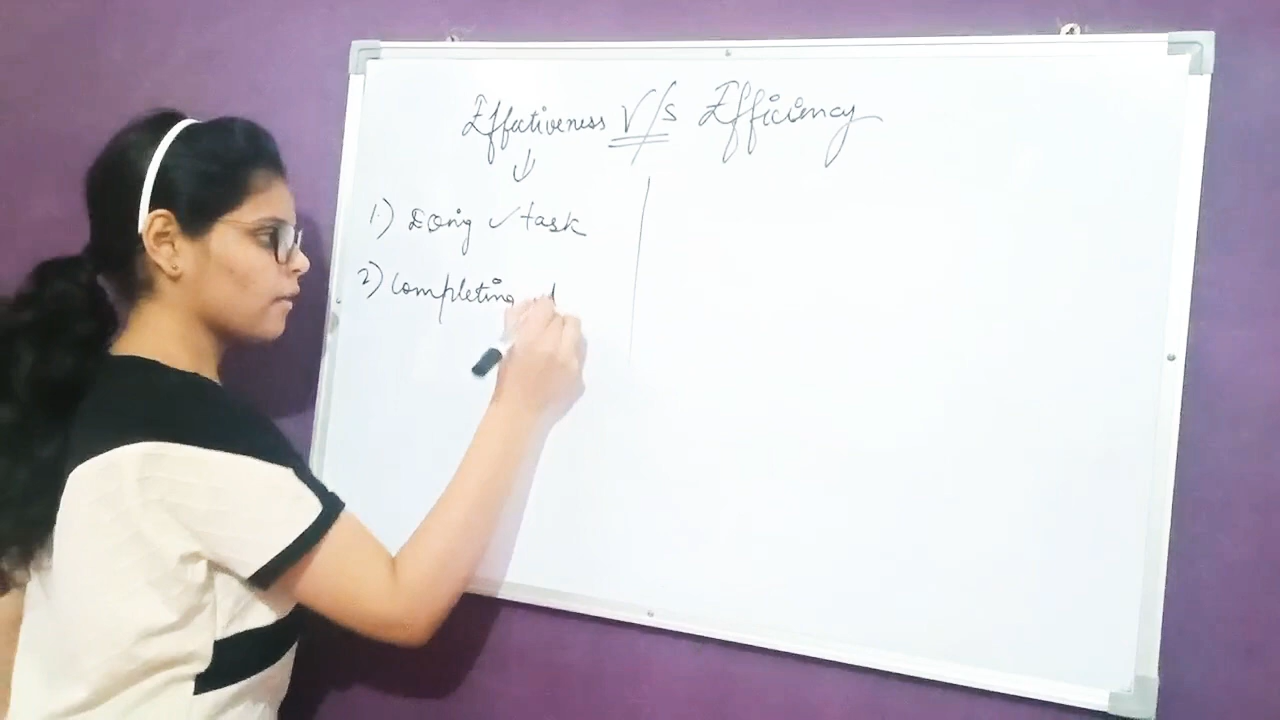 Effectiveness V/s Efficiency
↓
1.) Doing ✓ task
2) Completing